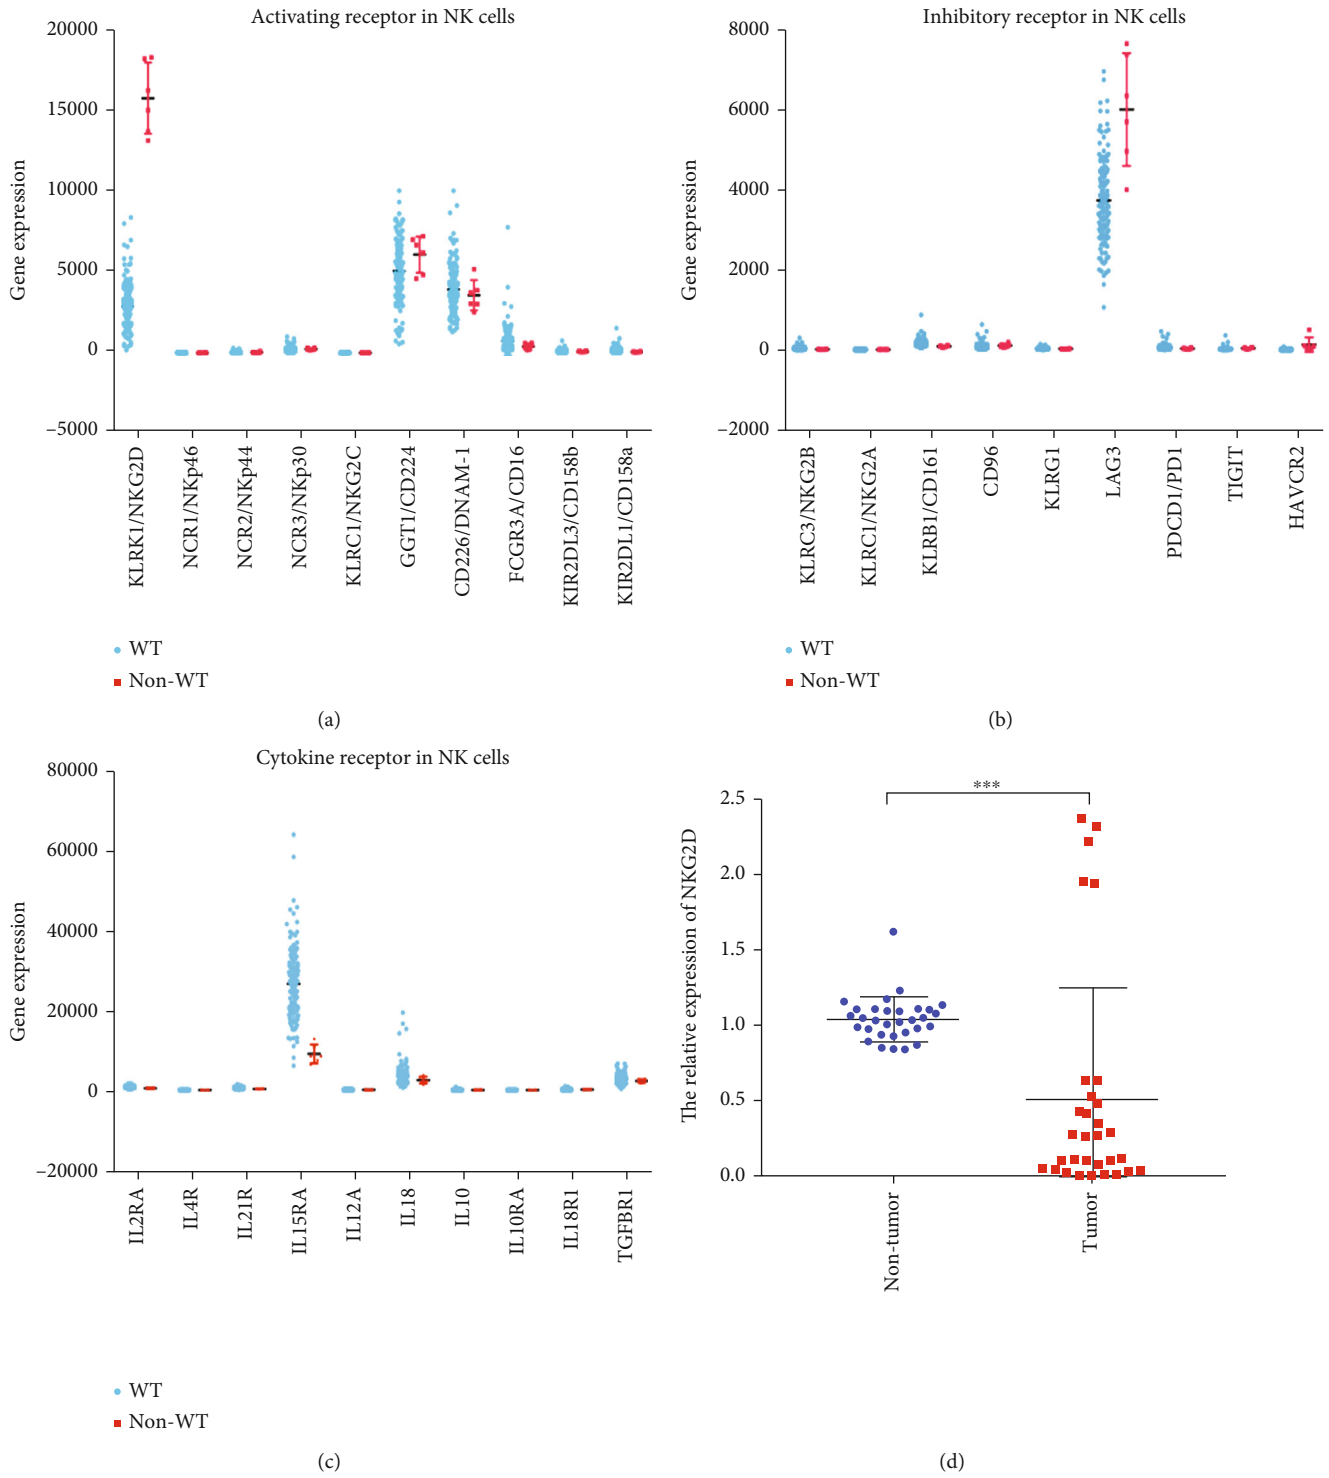 Activating receptor in NK cells
20000
15000
10000
5000
0
–5000
Gene expression
KLRK1/NKG2D
NCR1/NKp46
NCR2/NKp44
NCR3/NKp30
KLRC1/NKG2C
GGT1/CD224
CD226/DNAM-1
FCGR3A/CD16
KIR2DL3/CD158b
KIR2DL1/CD158a
WT
Non-WT
(a)
Inhibitory receptor in NK cells
8000
6000
4000
2000
0
–2000
Gene expression
KLRC3/NKG2B
KLRC1/NKG2A
KLRB1/CD161
CD96
KLRG1
LAG3
PDCD1/PD1
TIGIT
HAVCR2
WT
Non-WT
(b)
Cytokine receptor in NK cells
80000
60000
40000
20000
0
–20000
Gene expression
IL2RA
IL4R
IL21R
IL15RA
IL12A
IL18
IL10
IL10RA
IL18R1
TGFBR1
WT
Non-WT
(c)
***
2.5
2.0
1.5
1.0
0.5
0.0
The relative expression of NKG2D
Non-tumor
Tumor
(d)